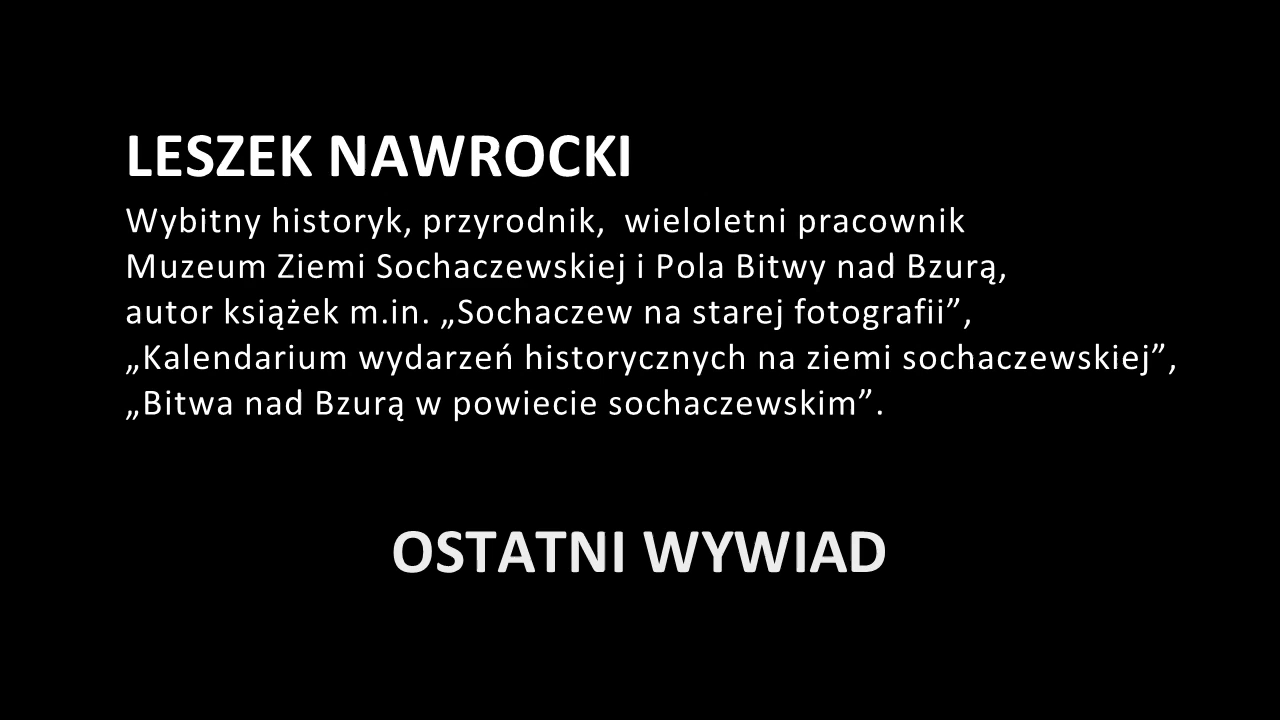 LESZEK NAWROCKI
Wybitny historyk, przyrodnik,  wieloletni pracownik
Muzeum Ziemi Sochaczewskiej i Pola Bitwy nad Bzurą,
autor książek m.in. „Sochaczew na starej fotografii”,
„Kalendarium wydarzeń historycznych na ziemi sochaczewskiej”,
„Bitwa nad Bzurą w powiecie sochaczewskim”.
OSTATNI WYWIAD